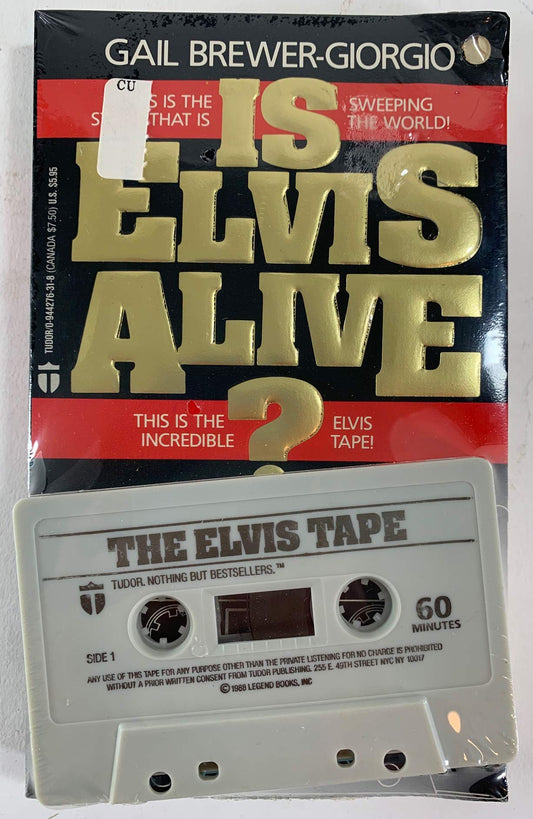 GAIL BREWER-GIORGIO
CU
IS THE
THAT IS
SWEEPING
THE WORLD!
IS
ELVIS
ALIVE
?
TUDOR/0-944276-31-8 (CANADA $7.50) U.S. $5.95
THIS IS THE
INCREDIBLE
ELVIS
TAPE!
THE ELVIS TAPE
TUDOR. NOTHING BUT BESTSELLERS.™
SIDE 1
60
MINUTES
ANY USE OF THIS TAPE FOR ANY PURPOSE OTHER THAN THE PRIVATE LISTENING FOR NO CHARGE IS PROHIBITED
WITHOUT A PRIOR WRITTEN CONSENT FROM TUDOR PUBLISHING. 255 E. 49TH STREET NYC NY 10017
© 1988 LEGEND BOOKS, INC